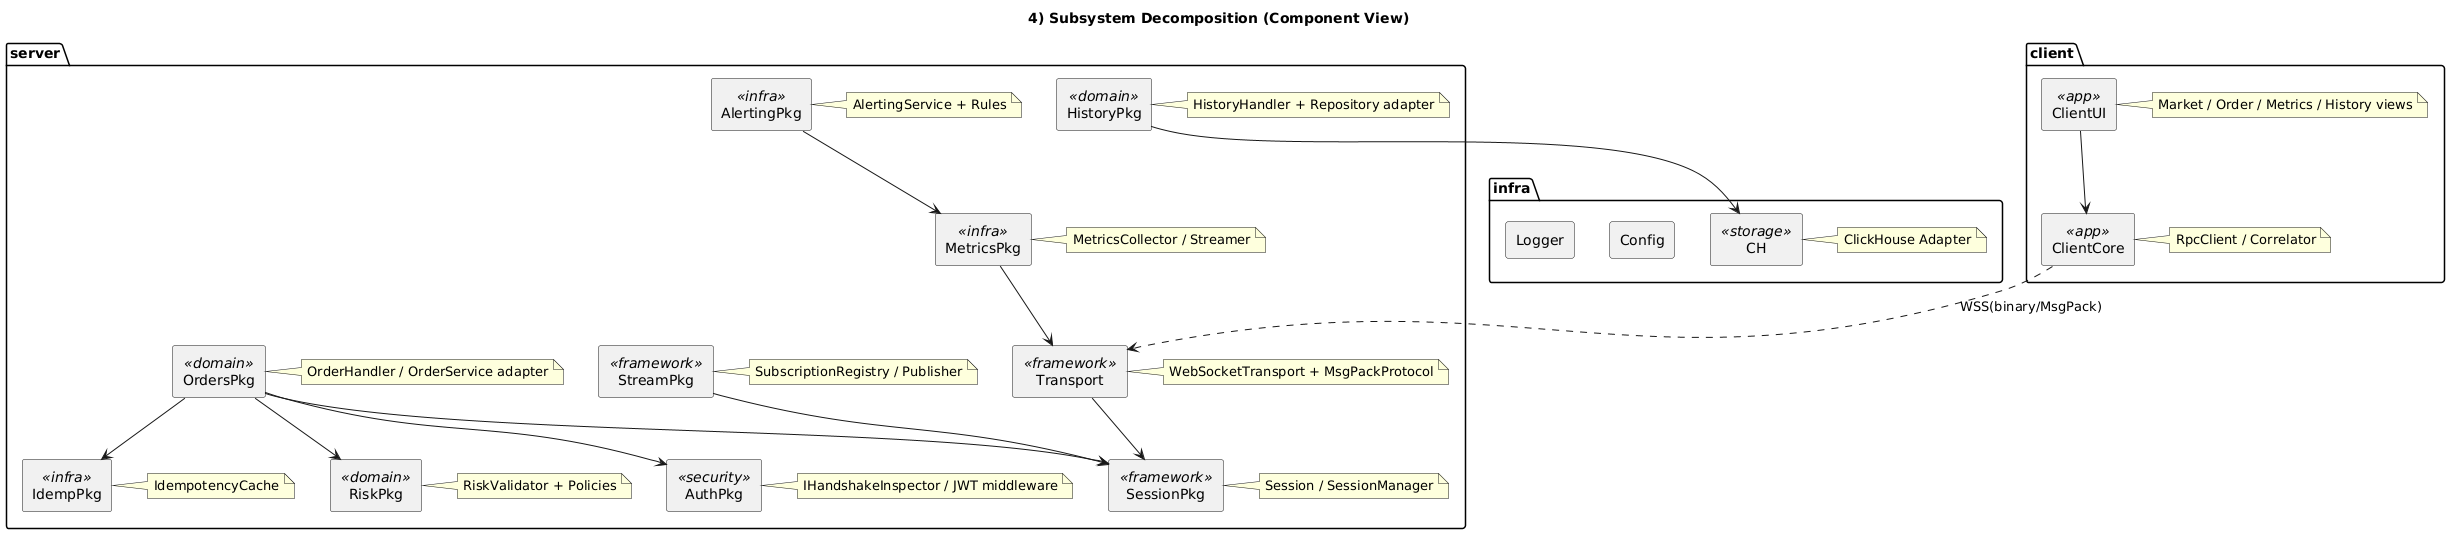 4) Subsystem Decomposition (Component View)
server
«infra»
AlertingPkg
AlertingService + Rules
«domain»
HistoryPkg
HistoryHandler + Repository adapter
«infra»
MetricsPkg
MetricsCollector / Streamer
«domain»
OrdersPkg
OrderHandler / OrderService adapter
«framework»
StreamPkg
SubscriptionRegistry / Publisher
«framework»
Transport
WebSocketTransport + MsgPackProtocol
«infra»
IdempPkg
IdempotencyCache
«domain»
RiskPkg
RiskValidator + Policies
«security»
AuthPkg
IHandshakeInspector / JWT middleware
«framework»
SessionPkg
Session / SessionManager
infra
Logger
Config
«storage»
CH
ClickHouse Adapter
client
«app»
ClientUI
Market / Order / Metrics / History views
«app»
ClientCore
RpcClient / Correlator
WSS(binary/MsgPack)